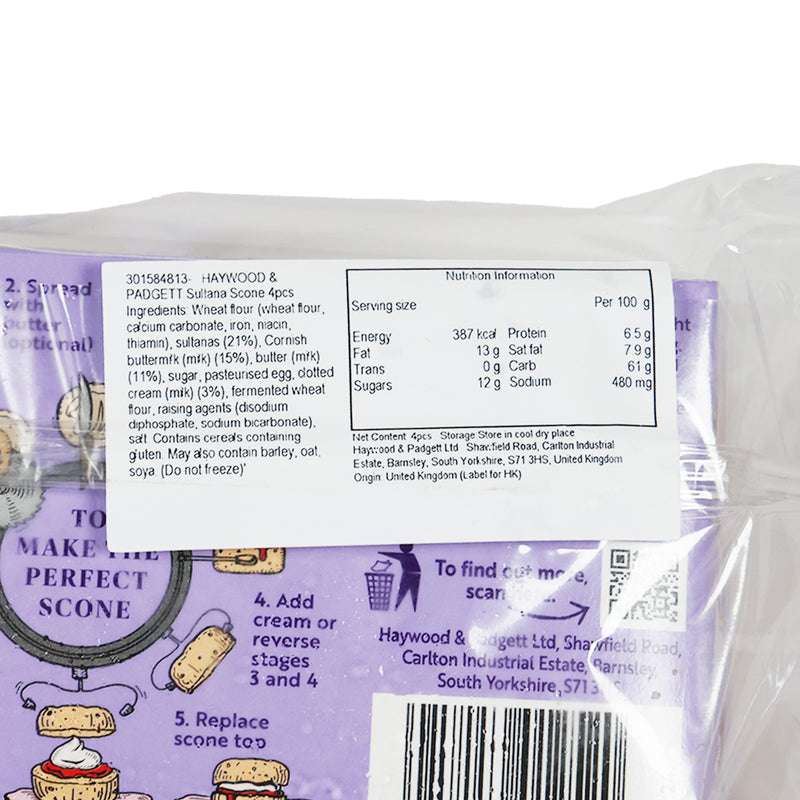 2. Spread
with
butter
(optional)
301584813- HAYWOOD &
PADGETT Sultana Scone 4pcs
Ingredients: Wheat flour (wheat flour,
calcium carbonate, iron, niacin,
thiamin), sultanas (21%), Cornish
buttermilk (milk) (15%), butter (milk)
(11%), sugar, pasteurised egg, clotted
cream (milk) (3%), fermented wheat
flour, raising agents (disodium
diphosphate, sodium bicarbonate),
salt. Contains cereals containing
gluten. May also contain barley, oat,
soya. (Do not freeze)'
Nutrition Information
Serving size Per 100 g
Energy 387 kcal Protein 6.5 g
Fat 13 g Sat fat 7.9 g
Trans 0 g Carb 61 g
Sugars 12 g Sodium 480 mg
Net Content: 4pcs Storage: Store in cool dry place
Haywood & Padgett Ltd Shawfield Road, Carlton Industrial
Estate, Barnsley, South Yorkshire, S71 3HS, United Kingdom
Origin: United Kingdom (Label for HK)
TO
MAKE THE
PERFECT
SCONE
4. Add
cream or
reverse
stages
3 and 4
5. Replace
scone top
To find out more,
scan here.
Haywood & Padgett Ltd, Shawfield Road,
Carlton Industrial Estate, Barnsley,
South Yorkshire, S71